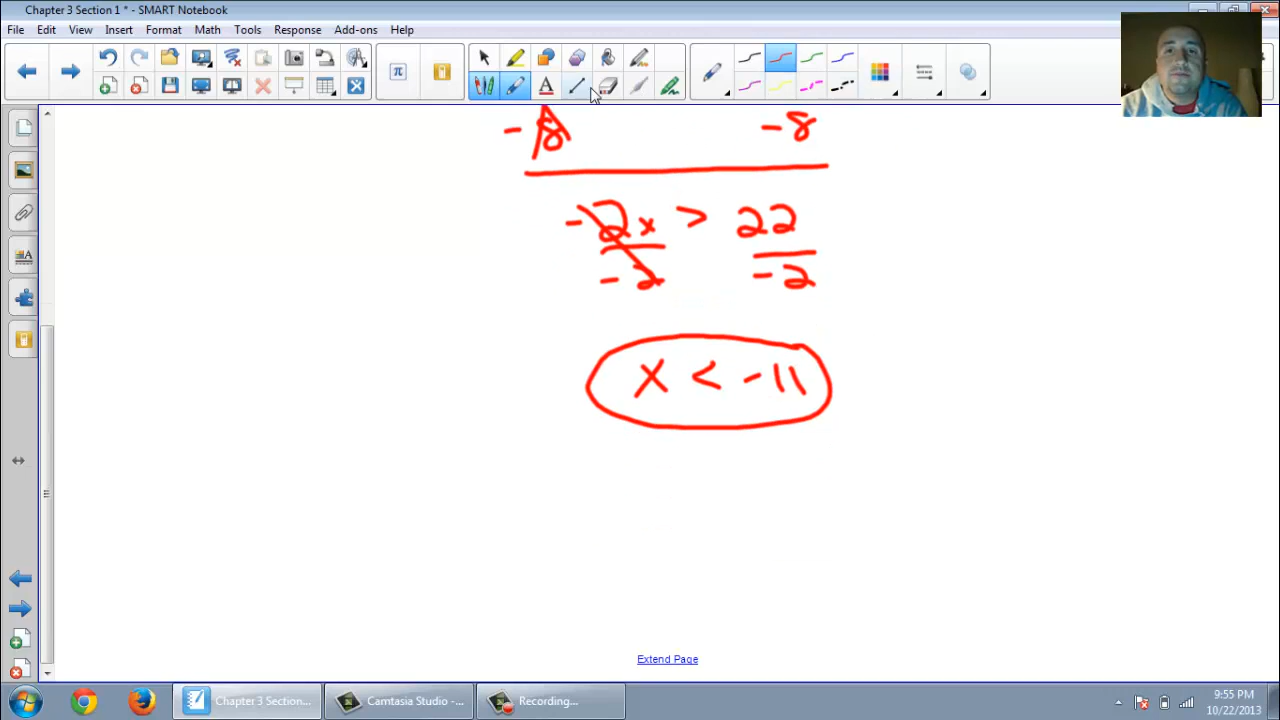 Chapter 3 Section 1 * - SMART Notebook
File Edit View Insert Format Math Tools Add-ons Help
π
A
A
- 8 -8
-2x > 22
-2 -2
x < -11
Extend Page
Chapter 3 Section... Camtasia Studio -... Recording...
9:55 PM
10/22/2013